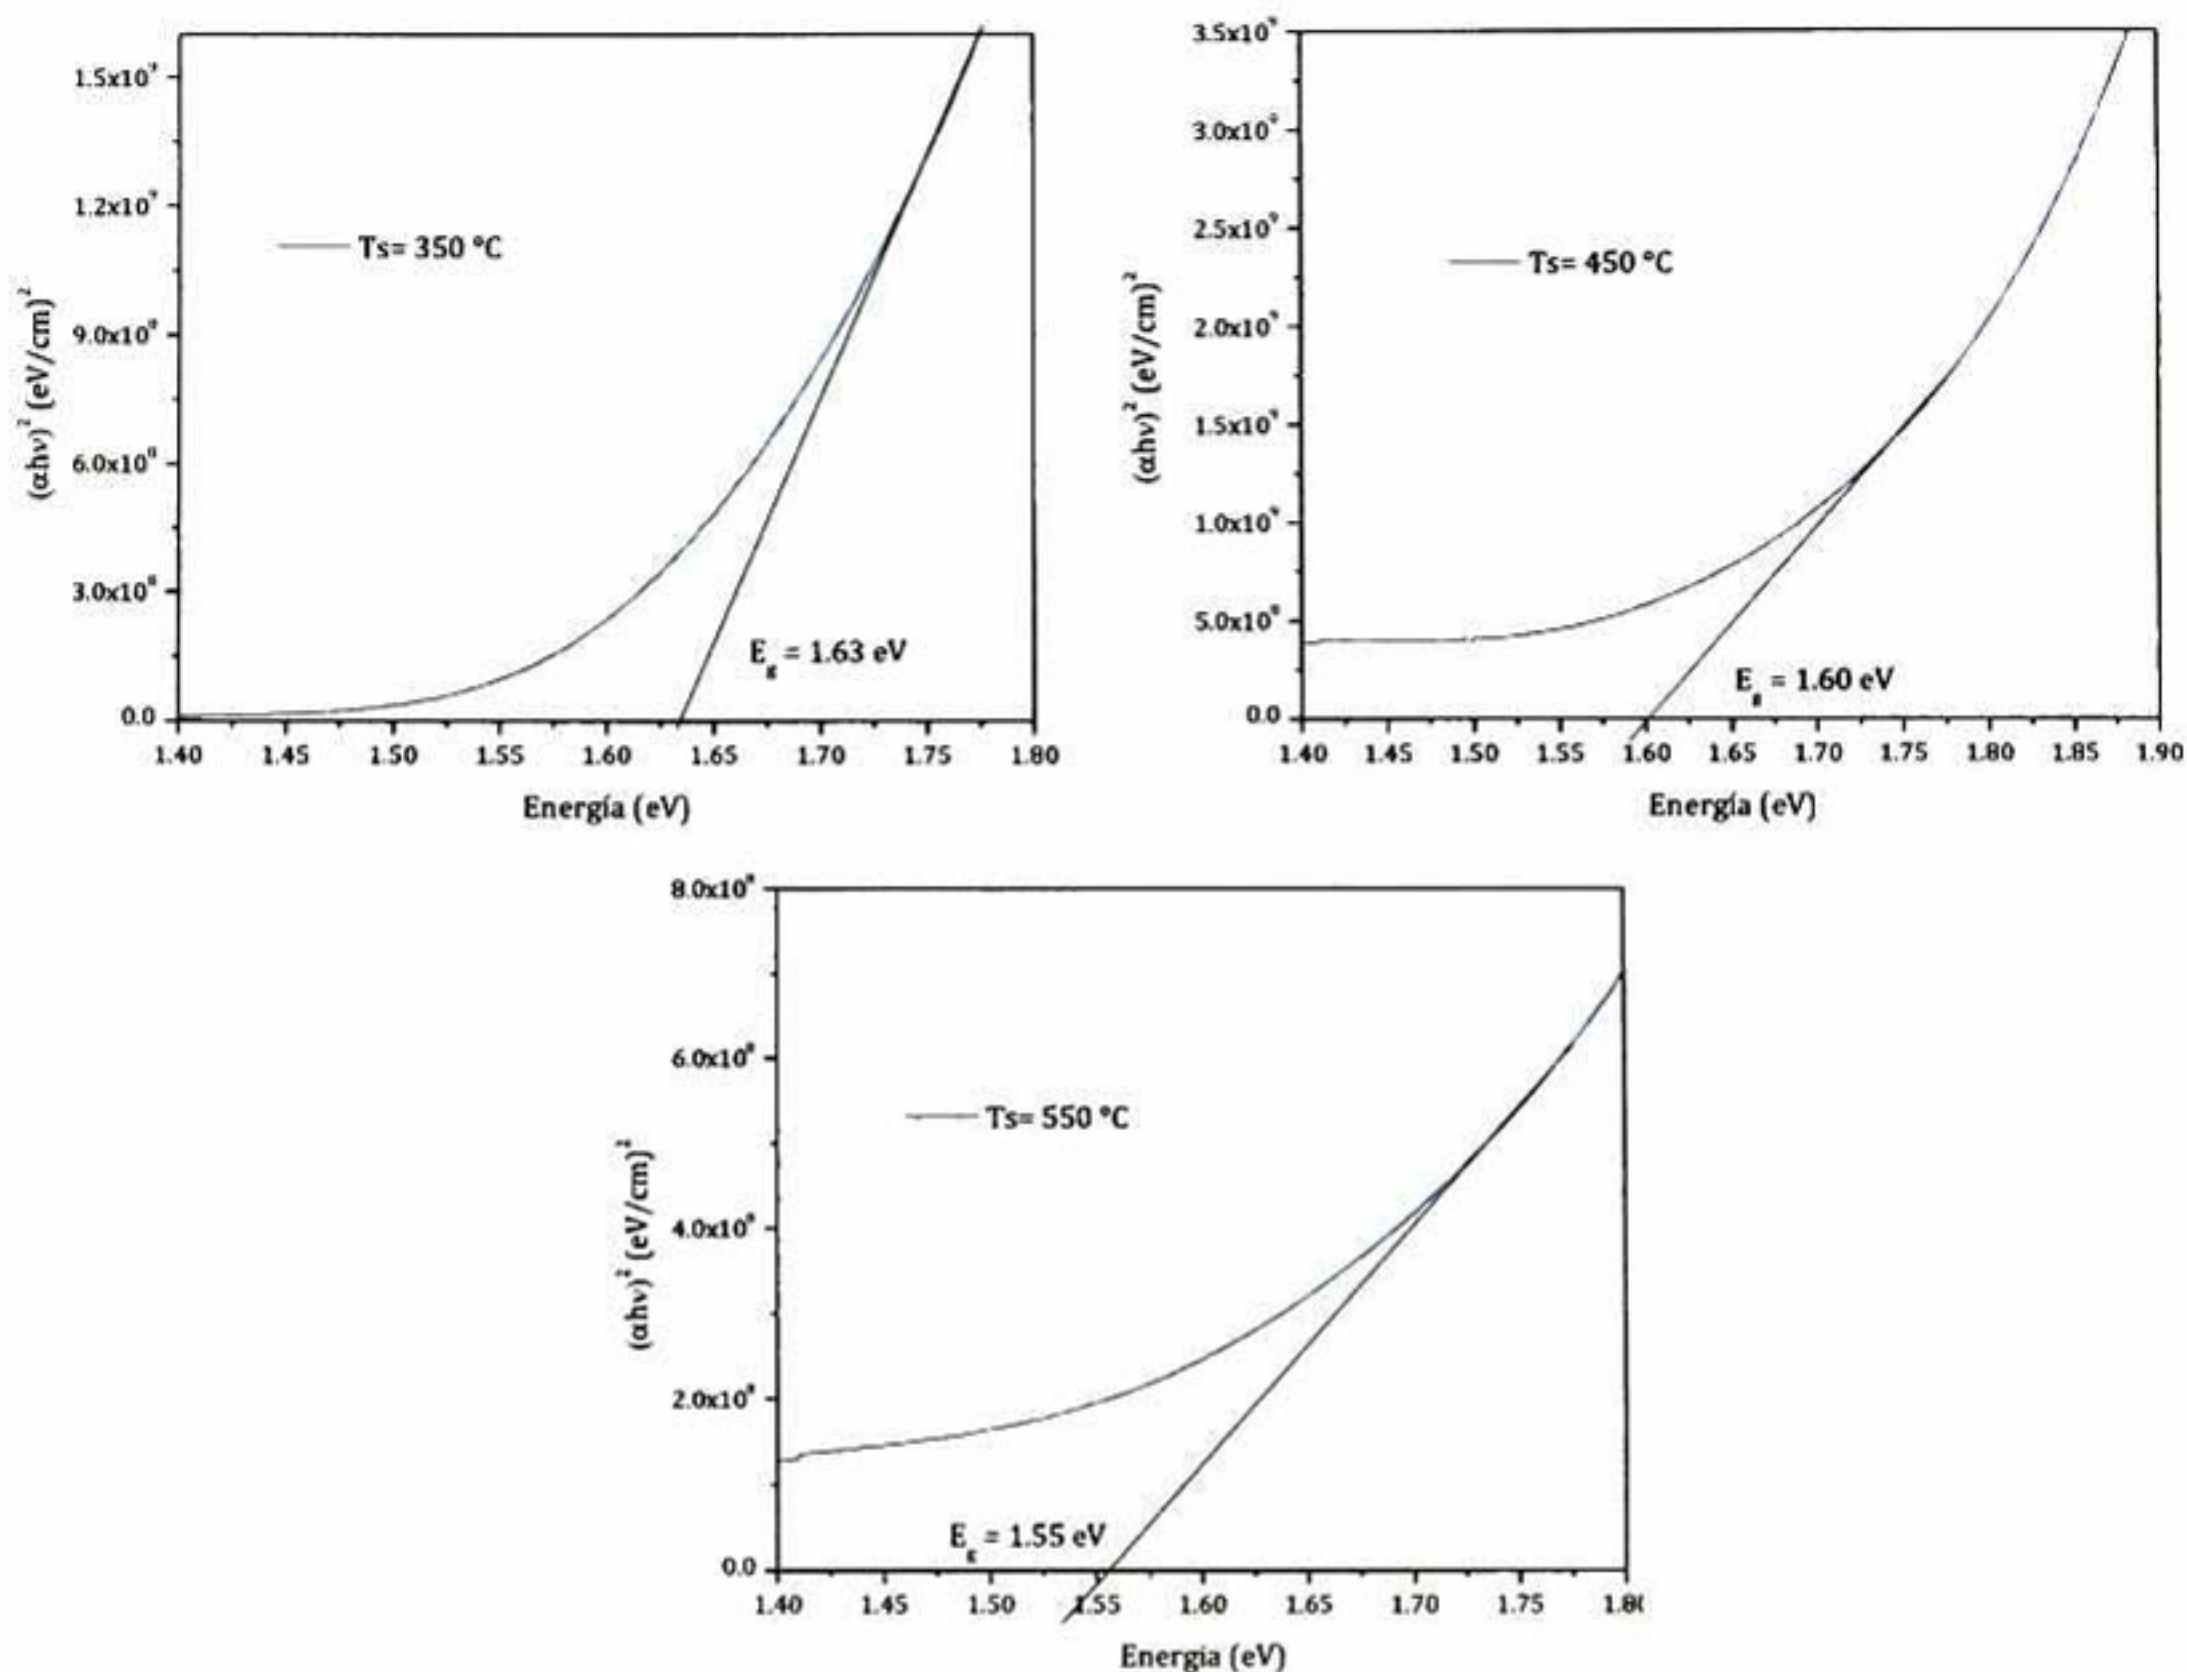 1.5x10⁹
1.2x10⁹
9.0x10⁸
6.0x10⁸
3.0x10⁸
0.0
(αhν)² (eV/cm)²
Ts= 350 °C
E_g = 1.63 eV
1.40 1.45 1.50 1.55 1.60 1.65 1.70 1.75 1.80
Energía (eV)
3.5x10⁹
3.0x10⁹
2.5x10⁹
2.0x10⁹
1.5x10⁹
1.0x10⁹
5.0x10⁸
0.0
(αhν)² (eV/cm)²
Ts= 450 °C
E_g = 1.60 eV
1.40 1.45 1.50 1.55 1.60 1.65 1.70 1.75 1.80 1.85 1.90
Energía (eV)
8.0x10⁸
6.0x10⁸
4.0x10⁸
2.0x10⁸
0.0
(αhν)² (eV/cm)²
Ts= 550 °C
E_g = 1.55 eV
1.40 1.45 1.50 1.55 1.60 1.65 1.70 1.75 1.80
Energía (eV)